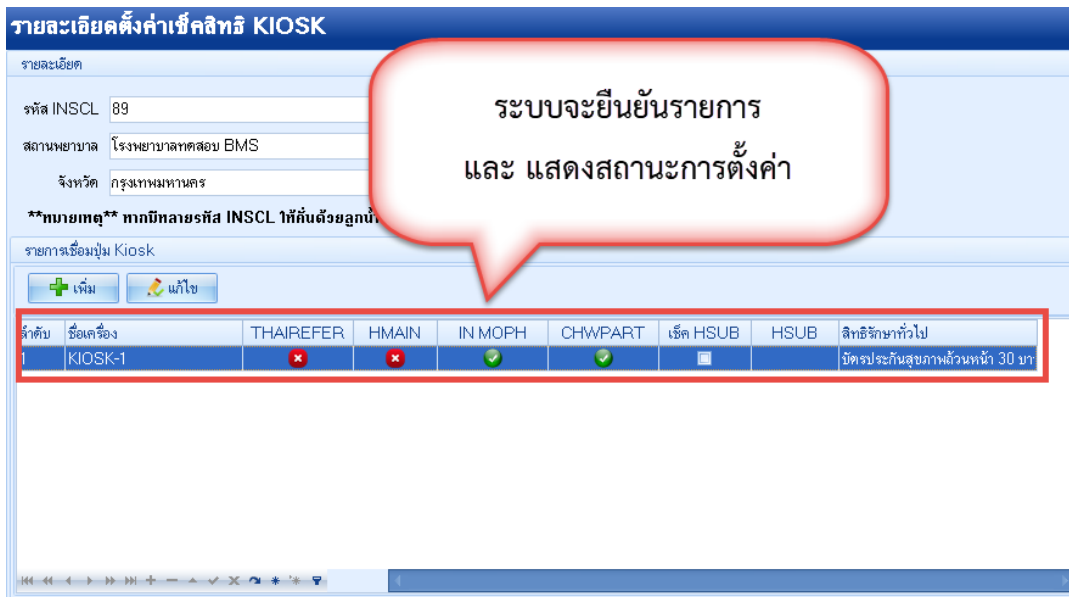 รายละเอียดตั้งค่าเช็คสิทธิ KIOSK
รายละเอียด
ระบบจะยืนยันรายการ
และ แสดงสถานะการตั้งค่า
รหัส INSCL 89
สถานพยาบาล โรงพยาบาลทดสอบ BMS
จังหวัด กรุงเทพมหานคร
**หมายเหตุ** หากมีหลายรหัส INSCL ให้คั่นด้วยลูกน้ำ
รายการเชื่อมปุ่ม Kiosk
เพิ่ม แก้ไข
ลำดับ ชื่อเครื่อง THAIREFER HMAIN IN MOPH CHWPART เช็ค HSUB HSUB สิทธิรักษาทั่วไป
1 KIOSK-1 บัตรประกันสุขภาพถ้วนหน้า 30 บา